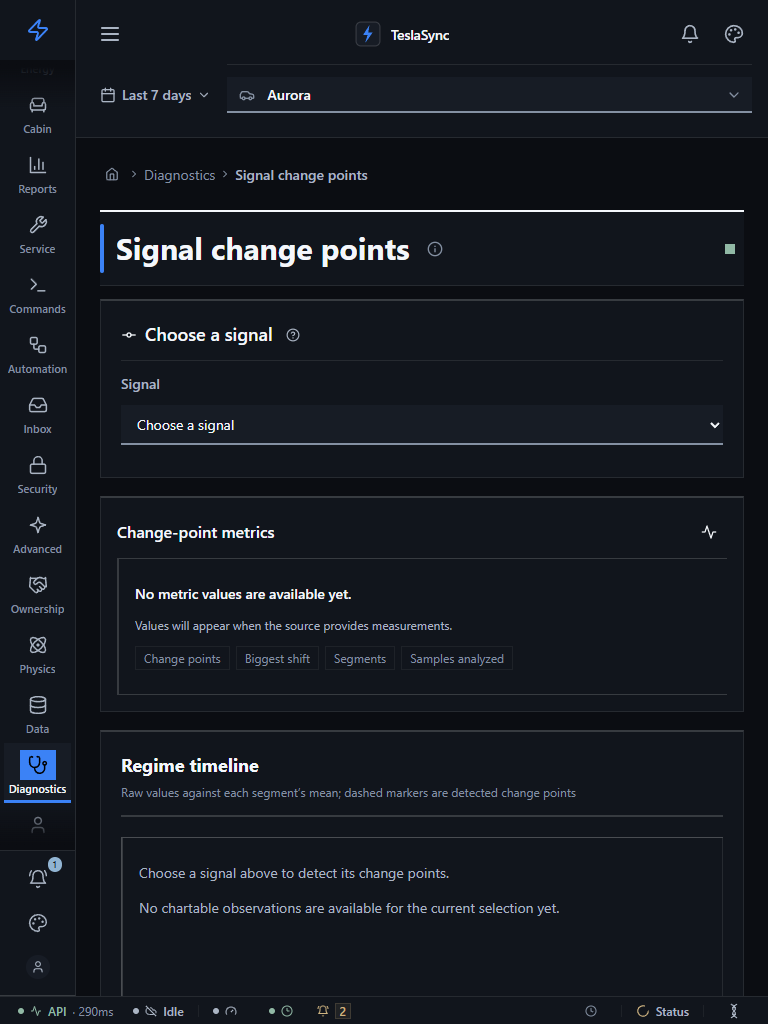 TeslaSync
Last 7 days
Aurora
Energy
Cabin
Reports
Service
Commands
Automation
Inbox
Security
Advanced
Ownership
Physics
Data
Diagnostics
1
Diagnostics
Signal change points
Signal change points
Choose a signal
Signal
Choose a signal
Change-point metrics
No metric values are available yet.
Values will appear when the source provides measurements.
Change points Biggest shift Segments Samples analyzed
Regime timeline
Raw values against each segment's mean; dashed markers are detected change points
Choose a signal above to detect its change points.
No chartable observations are available for the current selection yet.
API · 290ms Idle 2 Status